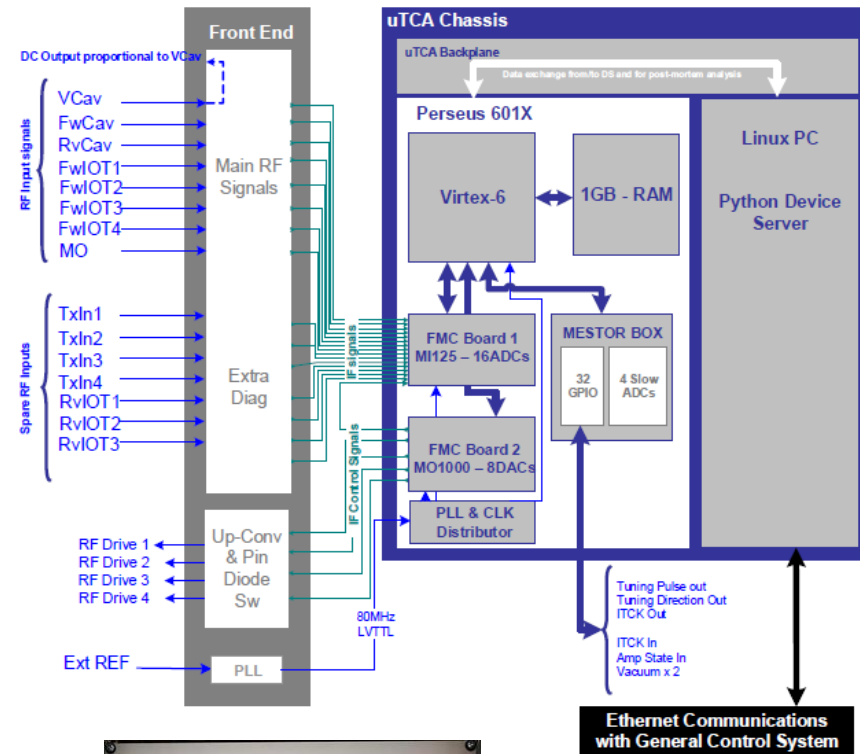 Front End
DC Output proportional to VCav
RF Input signals
VCav
FwCav
RvCav
FwIOT1
FwIOT2
FwIOT3
FwIOT4
MO
Main RF
Signals
Spare RF Inputs
TxIn1
TxIn2
TxIn3
TxIn4
RvIOT1
RvIOT2
RvIOT3
Extra
Diag
IF signals
IF Control Signals
RF Drive 1
RF Drive 2
RF Drive 3
RF Drive 4
Up-Conv
& Pin
Diode
Sw
Ext REF
PLL
80MHz
LVTTL
uTCA Chassis
uTCA Backplane
Data exchange from/to DS and for post-mortem analysis
Perseus 601X
Virtex-6
1GB - RAM
FMC Board 1
MI125 – 16ADCs
MESTOR BOX
32
GPIO
4 Slow
ADCs
FMC Board 2
MO1000 – 8DACs
PLL & CLK
Distributor
Linux PC
Python Device
Server
Tuning Pulse out
Tuning Direction Out
ITCK Out
ITCK In
Amp State In
Vacuum x 2
Ethernet Communications
with General Control System